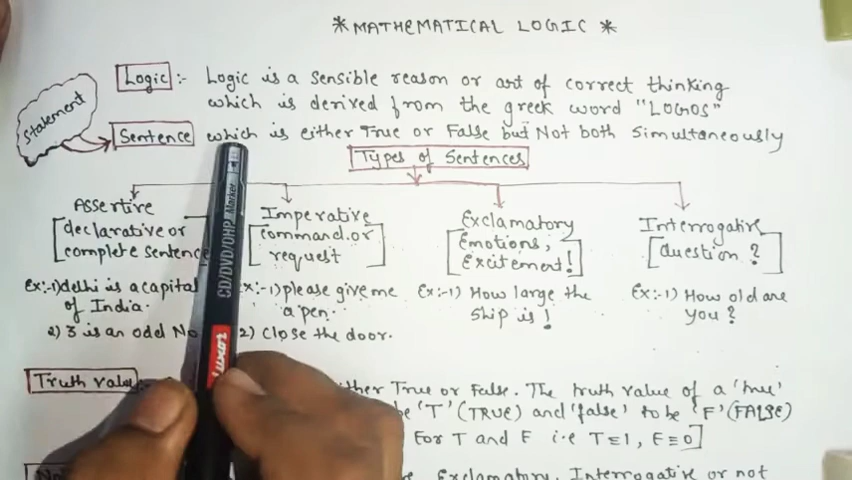 *MATHEMATICAL LOGIC *
Logic :- Logic is a sensible reason or art of correct thinking
which is derived from the greek word "LOGOS"
Statement
Sentence which is either True or False but Not both simultaneously
Types of Sentences
Assertive
[declarative or
complete sentence
Ex:-1)delhi is a capital
of India.
2) 3 is an odd No
Imperative
[command or
request]
Ex:-1)please give me
a pen.
2) Close the door.
Exclamatory
[Emotions,
Excitement!]
Ex:-1) How large the
ship is!
Interrogative
[Question ?]
Ex:-1) How old are
you ?
Truth value:- either True or False. The truth value of a 'true'
be 'T' (TRUE) and 'false' to be 'F' (FALSE)
For T and F i.e T≡1, F≡0]
Exclamatory, Interrogative or not
CD/DVD/OHP Marker